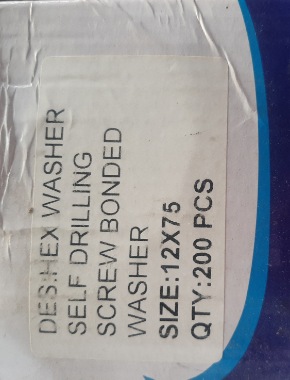 DES:HEX WASHER
SELF DRILLING
SCREW BONDED
WASHER
SIZE:12X75
QTY:200 PCS